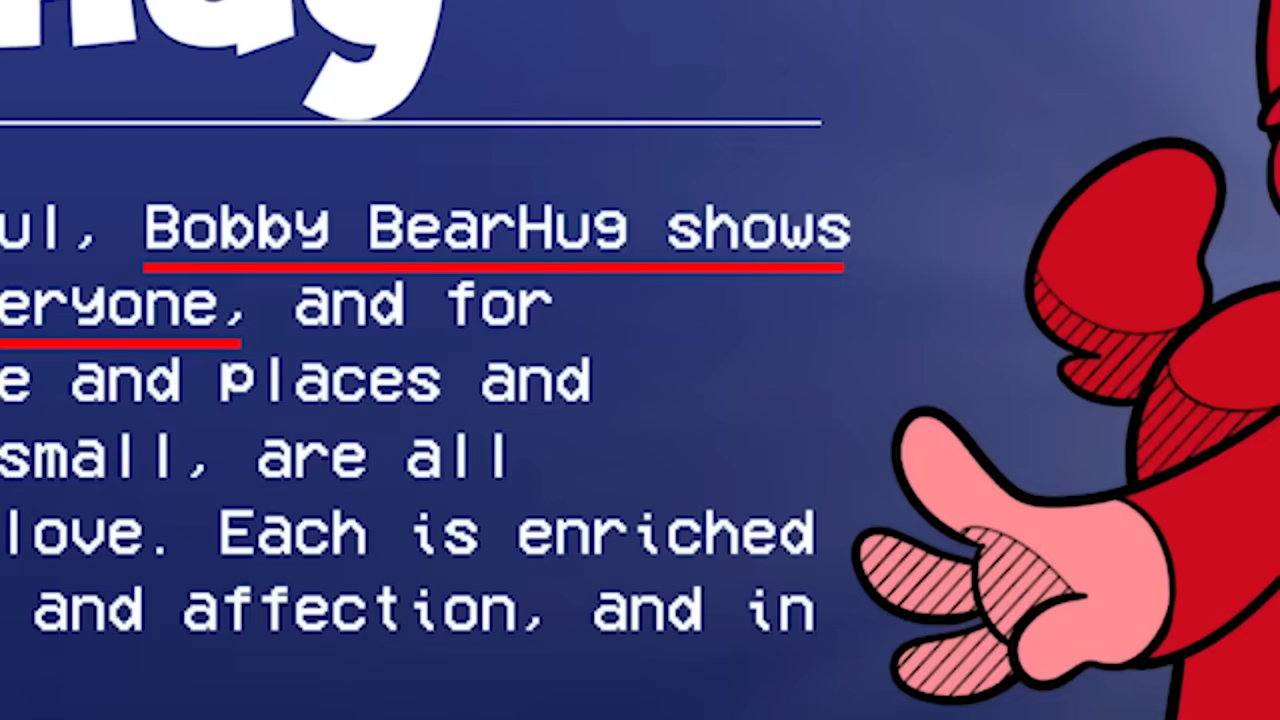 Hug
ul, Bobby BearHug shows
eryone, and for
e and places and
small, are all
love. Each is enriched
and affection, and in